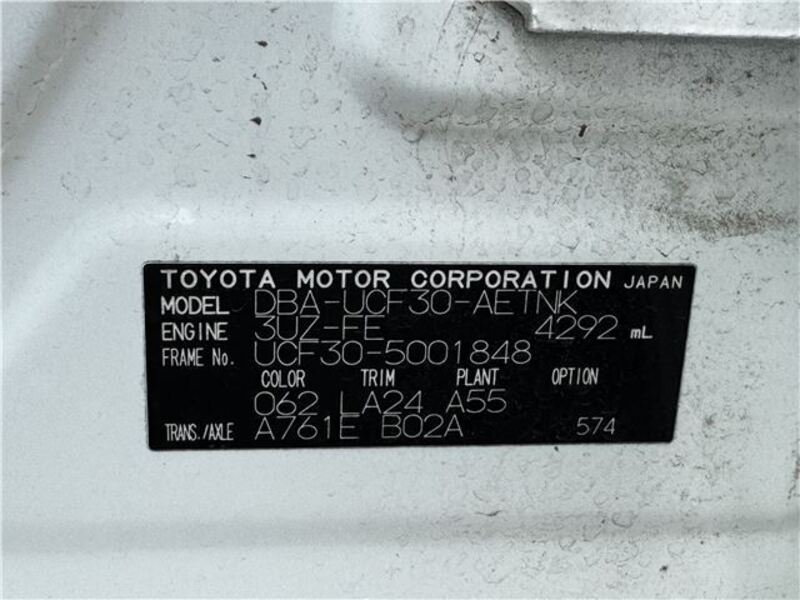 TOYOTA MOTOR CORPORATION JAPAN
MODEL DBA-UCF30-AETNK
ENGINE 3UZ-FE 4292 mL
FRAME No. UCF30-5001848
COLOR TRIM PLANT OPTION
062 LA24 A55
TRANS./AXLE A761E B02A 574